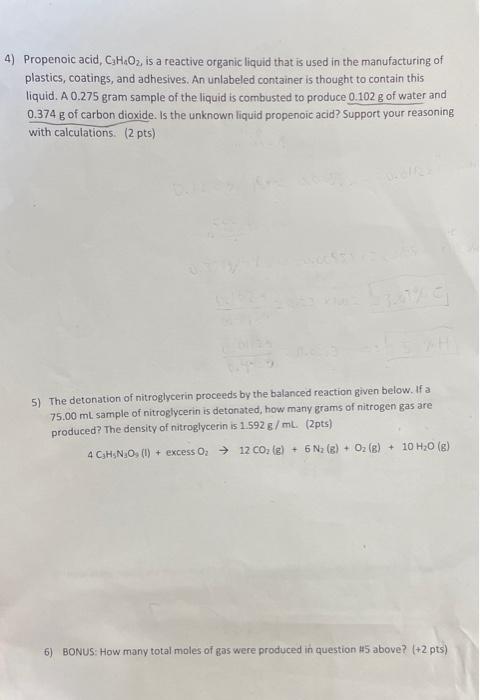 4) Propenoic acid, C₃H₄O₂, is a reactive organic liquid that is used in the manufacturing of
plastics, coatings, and adhesives. An unlabeled container is thought to contain this
liquid. A 0.275 gram sample of the liquid is combusted to produce 0.102 g of water and
0.374 g of carbon dioxide. Is the unknown liquid propenoic acid? Support your reasoning
with calculations. (2 pts)
5) The detonation of nitroglycerin proceeds by the balanced reaction given below. If a
75.00 mL sample of nitroglycerin is detonated, how many grams of nitrogen gas are
produced? The density of nitroglycerin is 1.592 g / mL. (2pts)
4 C₃H₅N₃O₉ (l) + excess O₂ → 12 CO₂ (g) + 6 N₂ (g) + O₂ (g) + 10 H₂O (g)
6) BONUS: How many total moles of gas were produced in question #5 above? (+2 pts)